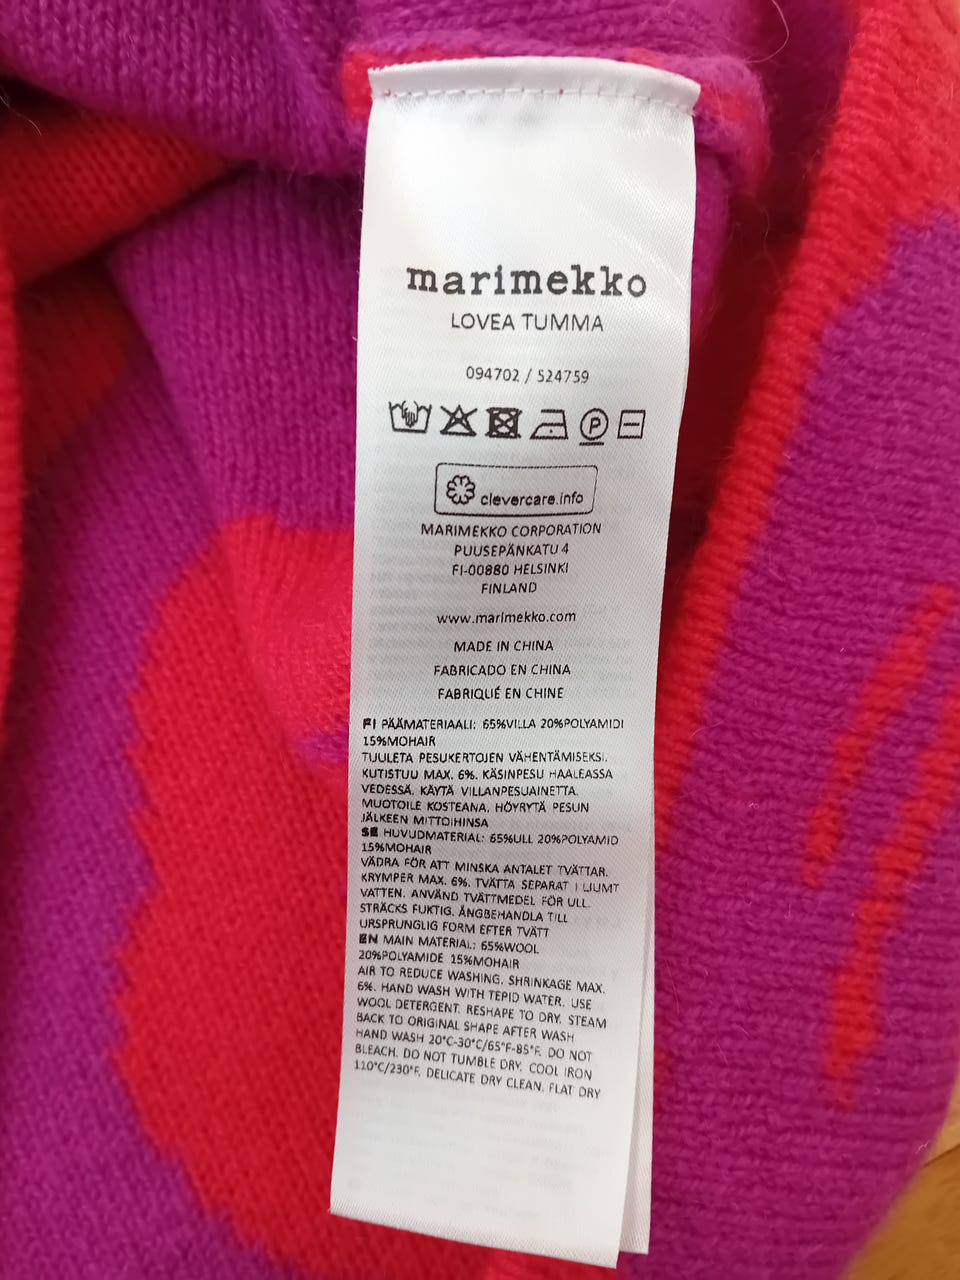 marimekko
LOVEA TUMMA
094702 / 524759
P
clevercare.info
MARIMEKKO CORPORATION
PUUSEPÄNKATU 4
FI-00880 HELSINKI
FINLAND
www.marimekko.com
MADE IN CHINA
FABRICADO EN CHINA
FABRIQUÉ EN CHINE
FI PÄÄMATERIAALI: 65%VILLA 20%POLYAMIDI
15%MOHAIR
TUULETA PESUKERTOJEN VÄHENTÄMISEKSI.
KUTISTUU MAX. 6%. KÄSINPESU HAALEASSA
VEDESSÄ. KÄYTÄ VILLANPESUAINETTA.
MUOTOILE KOSTEANA. HÖYRYTÄ PESUN
JÄLKEEN MITTOIHINSA
SE HUVUDMATERIAL: 65%ULL 20%POLYAMID
15%MOHAIR
VÄDRA FÖR ATT MINSKA ANTALET TVÄTTAR.
KRYMPER MAX. 6%. TVÄTTA SEPARAT I LJUMT
VATTEN. ANVÄND TVÄTTMEDEL FÖR ULL.
STRÄCKS FUKTIG. ÅNGBEHANDLA TILL
URSPRUNGLIG FORM EFTER TVÄTT
EN MAIN MATERIAL: 65%WOOL
20%POLYAMIDE 15%MOHAIR
AIR TO REDUCE WASHING. SHRINKAGE MAX.
6%. HAND WASH WITH TEPID WATER. USE
WOOL DETERGENT. RESHAPE TO DRY. STEAM
BACK TO ORIGINAL SHAPE AFTER WASH
HAND WASH 20°C-30°C/65°F-85°F. DO NOT
BLEACH. DO NOT TUMBLE DRY. COOL IRON
110°C/230°F. DELICATE DRY CLEAN. FLAT DRY